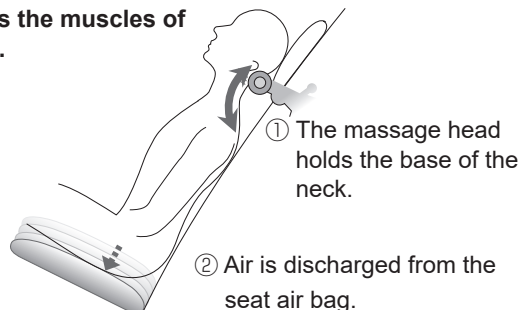 s the muscles of
.
① The massage head
holds the base of the
neck.
② Air is discharged from the
seat air bag.